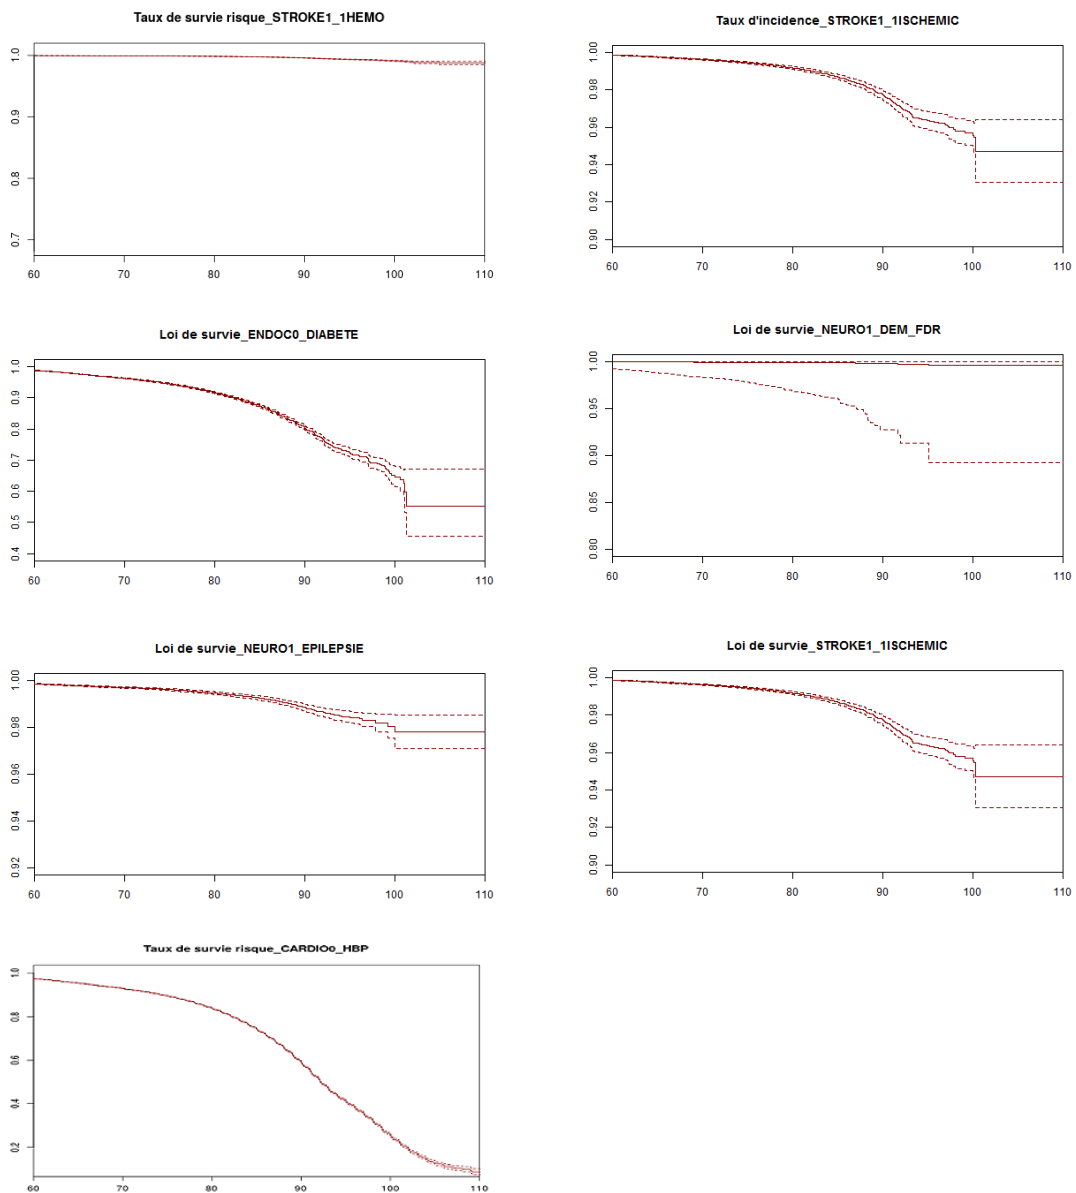 Taux de survie risque_STROKE1_1HEMO
1.0
0.9
0.8
0.7
60 70 80 90 100 110
Taux d'incidence_STROKE1_1ISCHEMIC
1.00
0.98
0.96
0.94
0.92
0.90
60 70 80 90 100 110
Loi de survie_ENDOC0_DIABETE
1.0
0.9
0.8
0.7
0.6
0.5
0.4
60 70 80 90 100 110
Loi de survie_NEURO1_DEM_FDR
1.00
0.95
0.90
0.85
0.80
60 70 80 90 100 110
Loi de survie_NEURO1_EPILEPSIE
1.00
0.98
0.96
0.94
0.92
60 70 80 90 100 110
Loi de survie_STROKE1_1ISCHEMIC
1.00
0.98
0.96
0.94
0.92
0.90
60 70 80 90 100 110
Taux de survie risque_CARDIO0_HBP
1.0
0.8
0.6
0.4
0.2
60 70 80 90 100 110